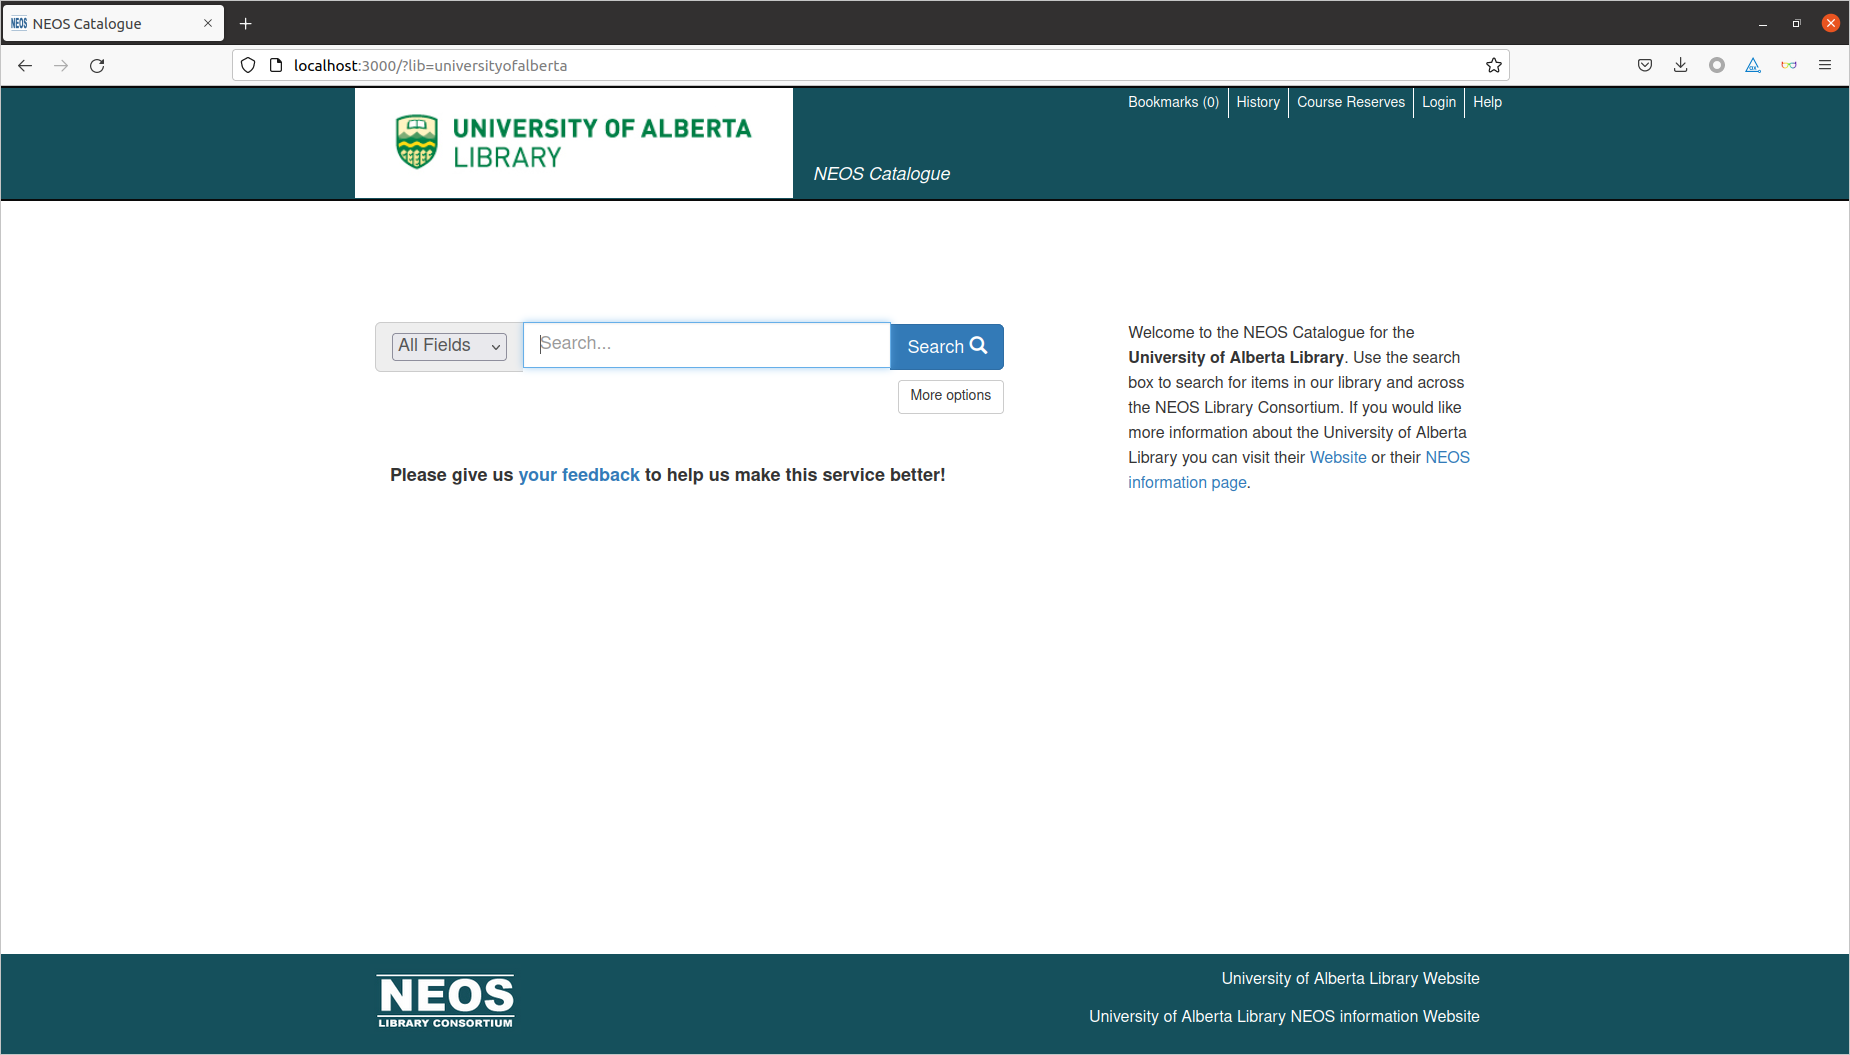 NEOS NEOS Catalogue
localhost:3000/?lib=universityofalberta
Bookmarks (0) History Course Reserves Login Help
UNIVERSITY OF ALBERTA
LIBRARY
NEOS Catalogue
All Fields Search... Search
More options
Please give us your feedback to help us make this service better!
Welcome to the NEOS Catalogue for the
University of Alberta Library. Use the search
box to search for items in our library and across
the NEOS Library Consortium. If you would like
more information about the University of Alberta
Library you can visit their Website or their NEOS
information page.
NEOS
LIBRARY CONSORTIUM
University of Alberta Library Website
University of Alberta Library NEOS information Website